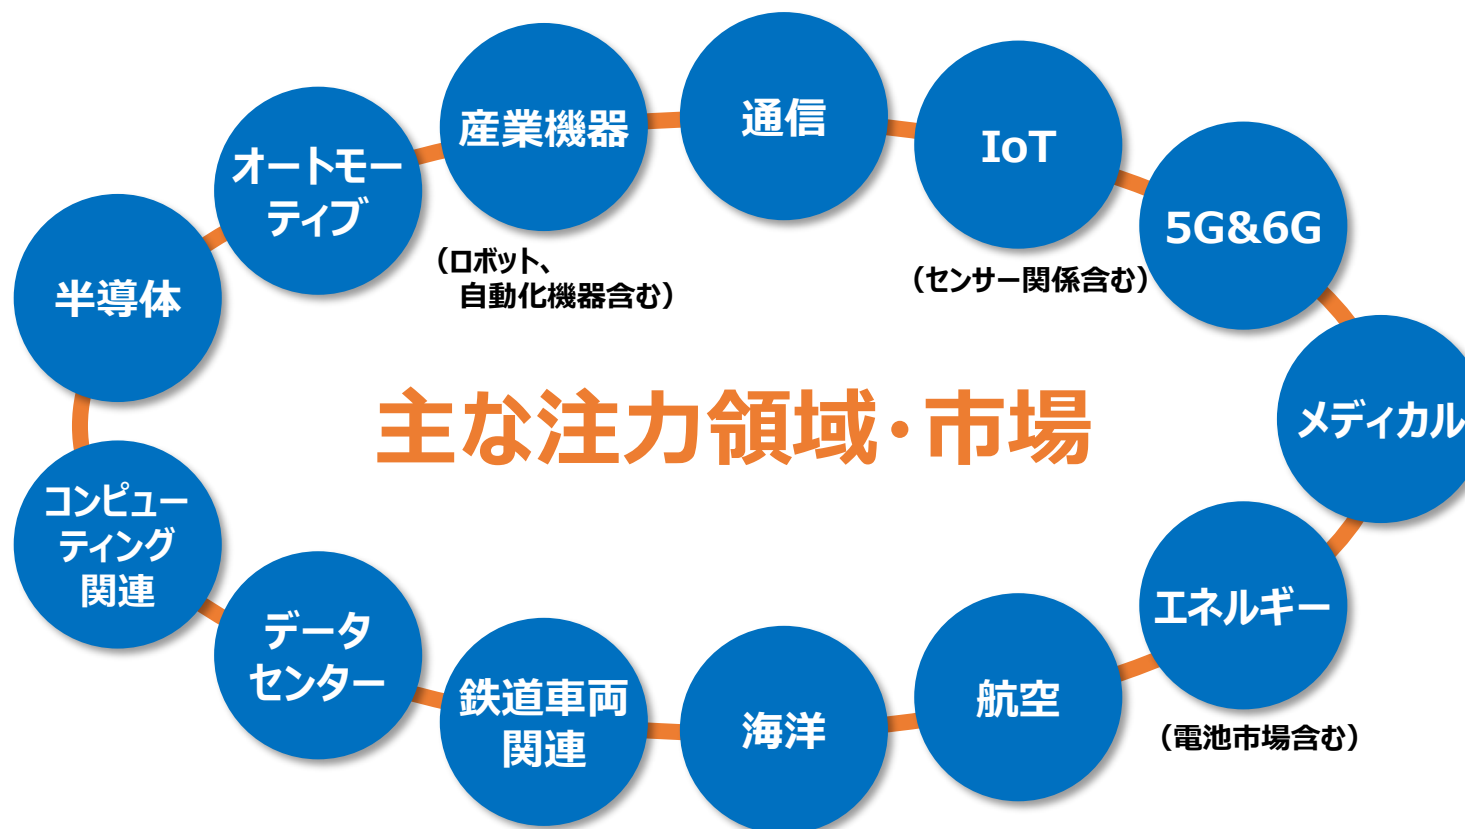 産業機器
通信
IoT
オートモー
ティブ
5G&6G
（ロボット、
自動化機器含む）
（センサー関係含む）
半導体
主な注力領域・市場
メディカル
コンピュー
ティング
関連
エネルギー
データ
センター
鉄道車両
関連
海洋
航空
（電池市場含む）